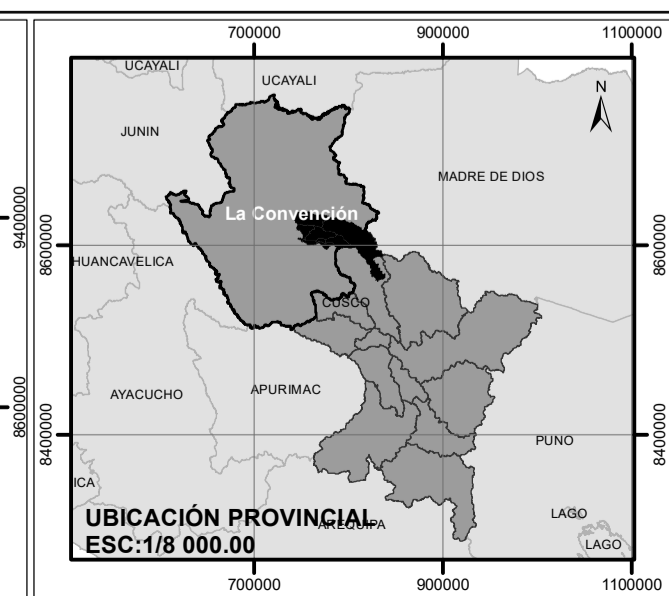 700000 900000 1100000
UCAYALI
UCAYALI
N
JUNIN
MADRE DE DIOS
La Convención
9400000
8600000 8600000
HUANCAVELICA
CUSCO
APURIMAC
AYACUCHO
8600000
8400000 8400000
PUNO
ICA
LAGO
UBICACIÓN PROVINCIAL
AREQUIPA
ESC:1/8 000.00
LAGO
700000 900000 1100000